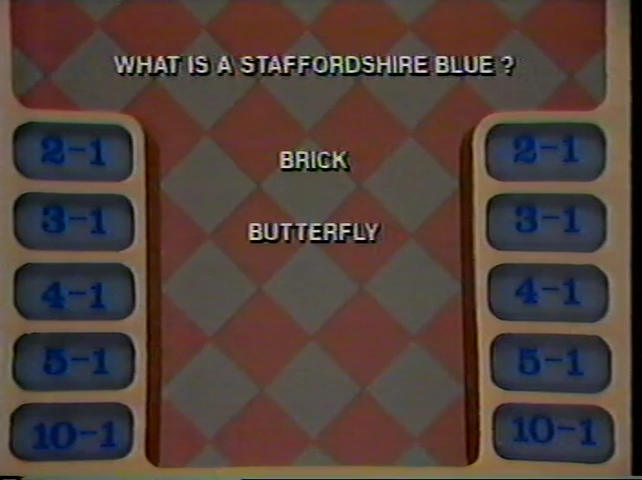 WHAT IS A STAFFORDSHIRE BLUE ?
2-1 BRICK 2-1
3-1 BUTTERFLY 3-1
4-1 4-1
5-1 5-1
10-1 10-1